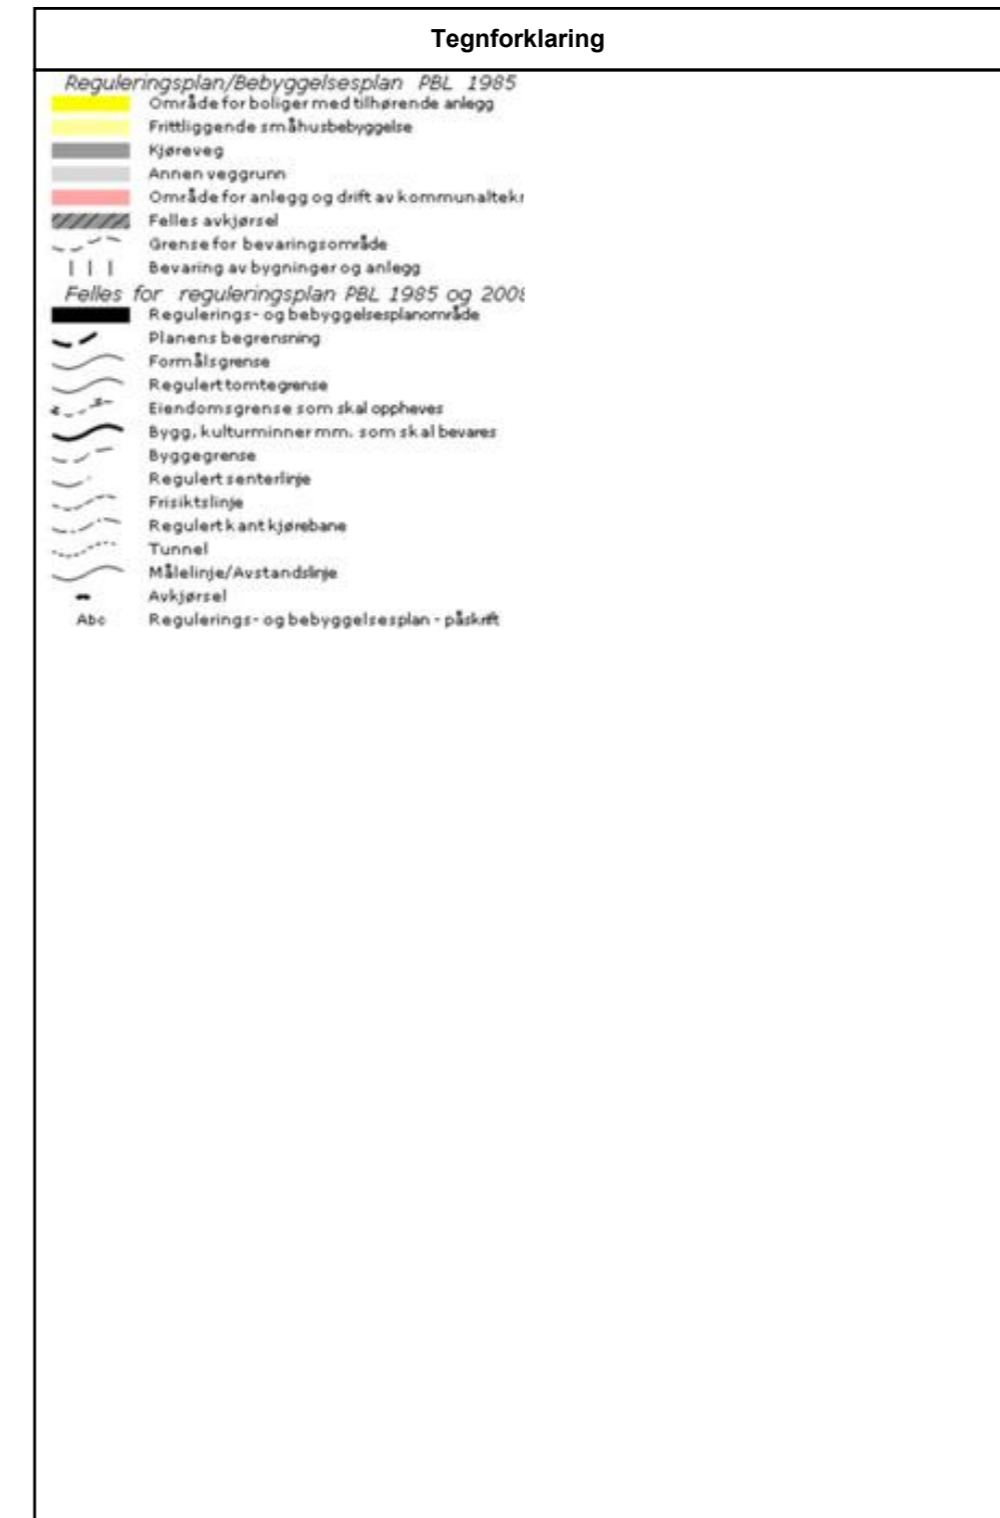 Tegnforklaring
Reguleringsplan/Bebyggelsesplan PBL 1985
Område for boliger med tilhørende anlegg
Frittliggende småhusbebyggelse
Kjøreveg
Annen veggrunn
Område for anlegg og drift av
Felles avkjørsel
Grense for bevaringsområde
Bevaring av bygninger og anlegg
Felles for reguleringsplan PBL 1985 og 2008
Regulerings- og bebyggelsesplanområde
Planens begrensning
Formålsgrense
Regulert tomtegrense
Eiendomsgrense som skal oppheves
Bygg, kulturminner mm. som skal bevares
Byggegrense
Regulert senterlinje
Frisiktslinje
Regulert kant kjørebane
Tunnel
Målelinje/Avstandslinje
Avkjørsel
Abc Regulerings- og bebyggelsesplan - påskrift